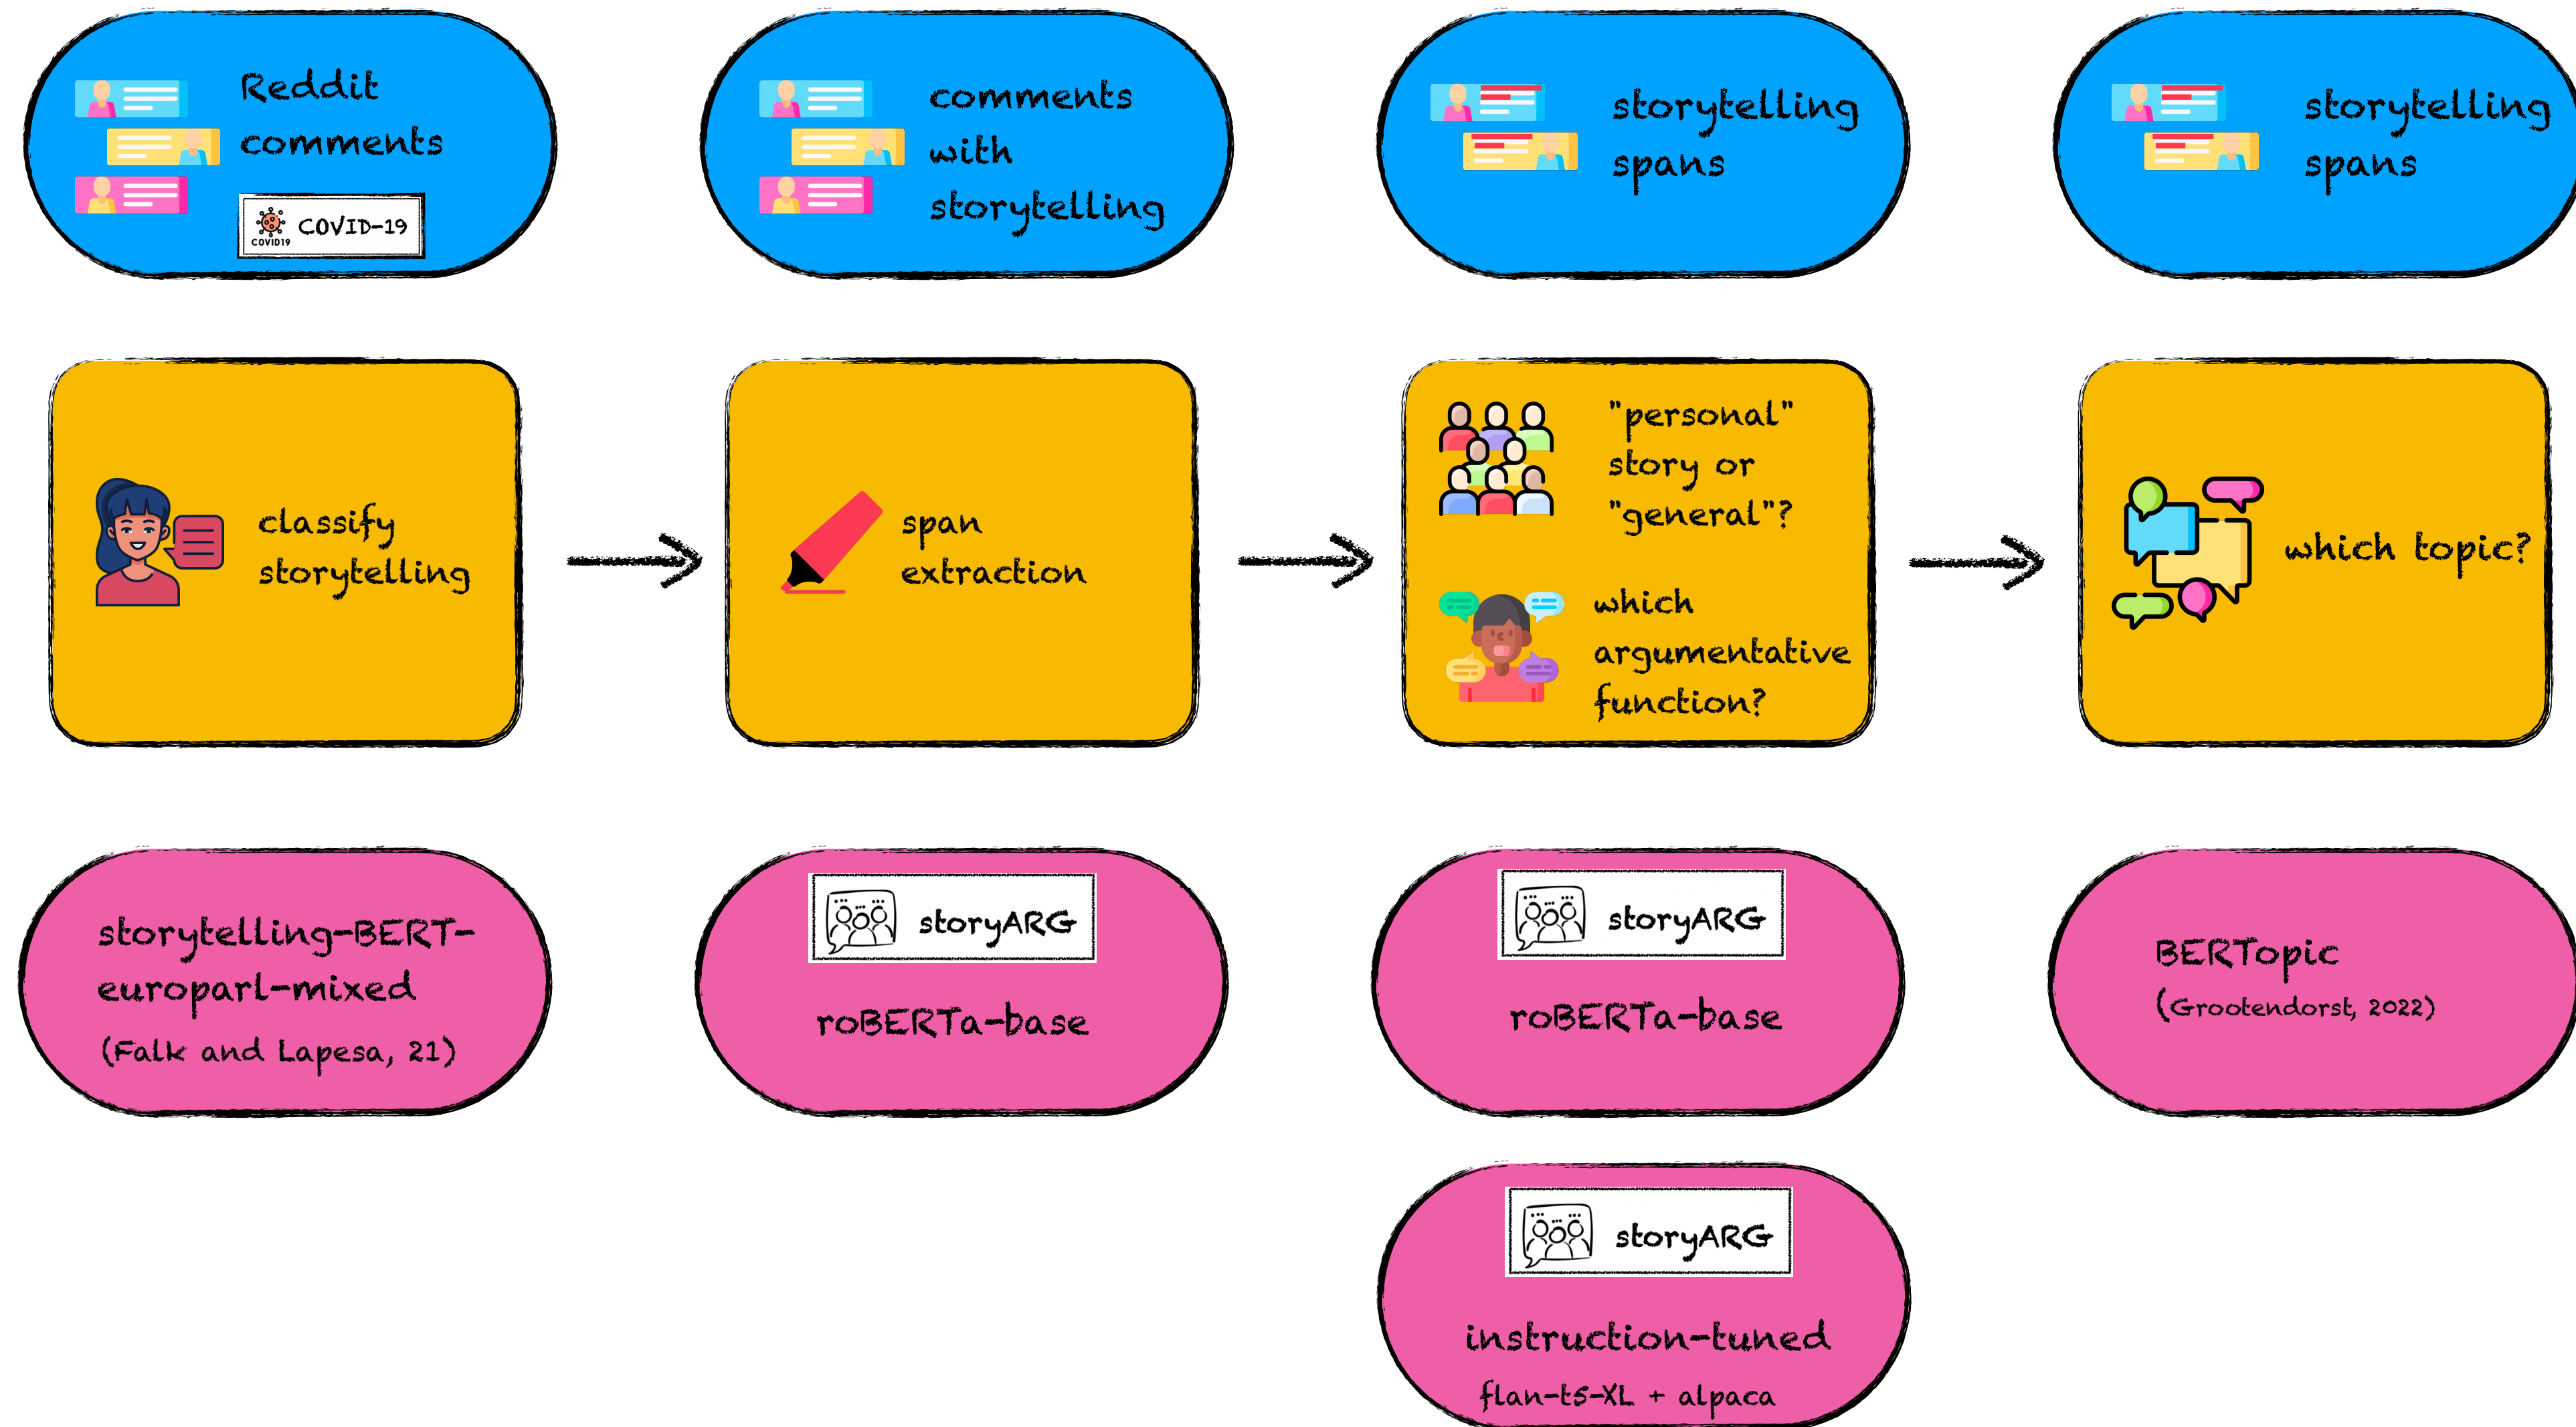 Reddit
comments
COVID19
COVID-19
comments
with
storytelling
storytelling
spans
storytelling
spans
classify
storytelling
span
extraction
"personal"
story or
"general"?
which
argumentative
function?
which topic?
storytelling-BERT-
europarl-mixed
(Falk and Lapesa, 21)
storyARG
roBERTa-base
storyARG
roBERTa-base
BERTopic
(Grootendorst, 2022)
storyARG
instruction-tuned
flan-t5-XL + alpaca